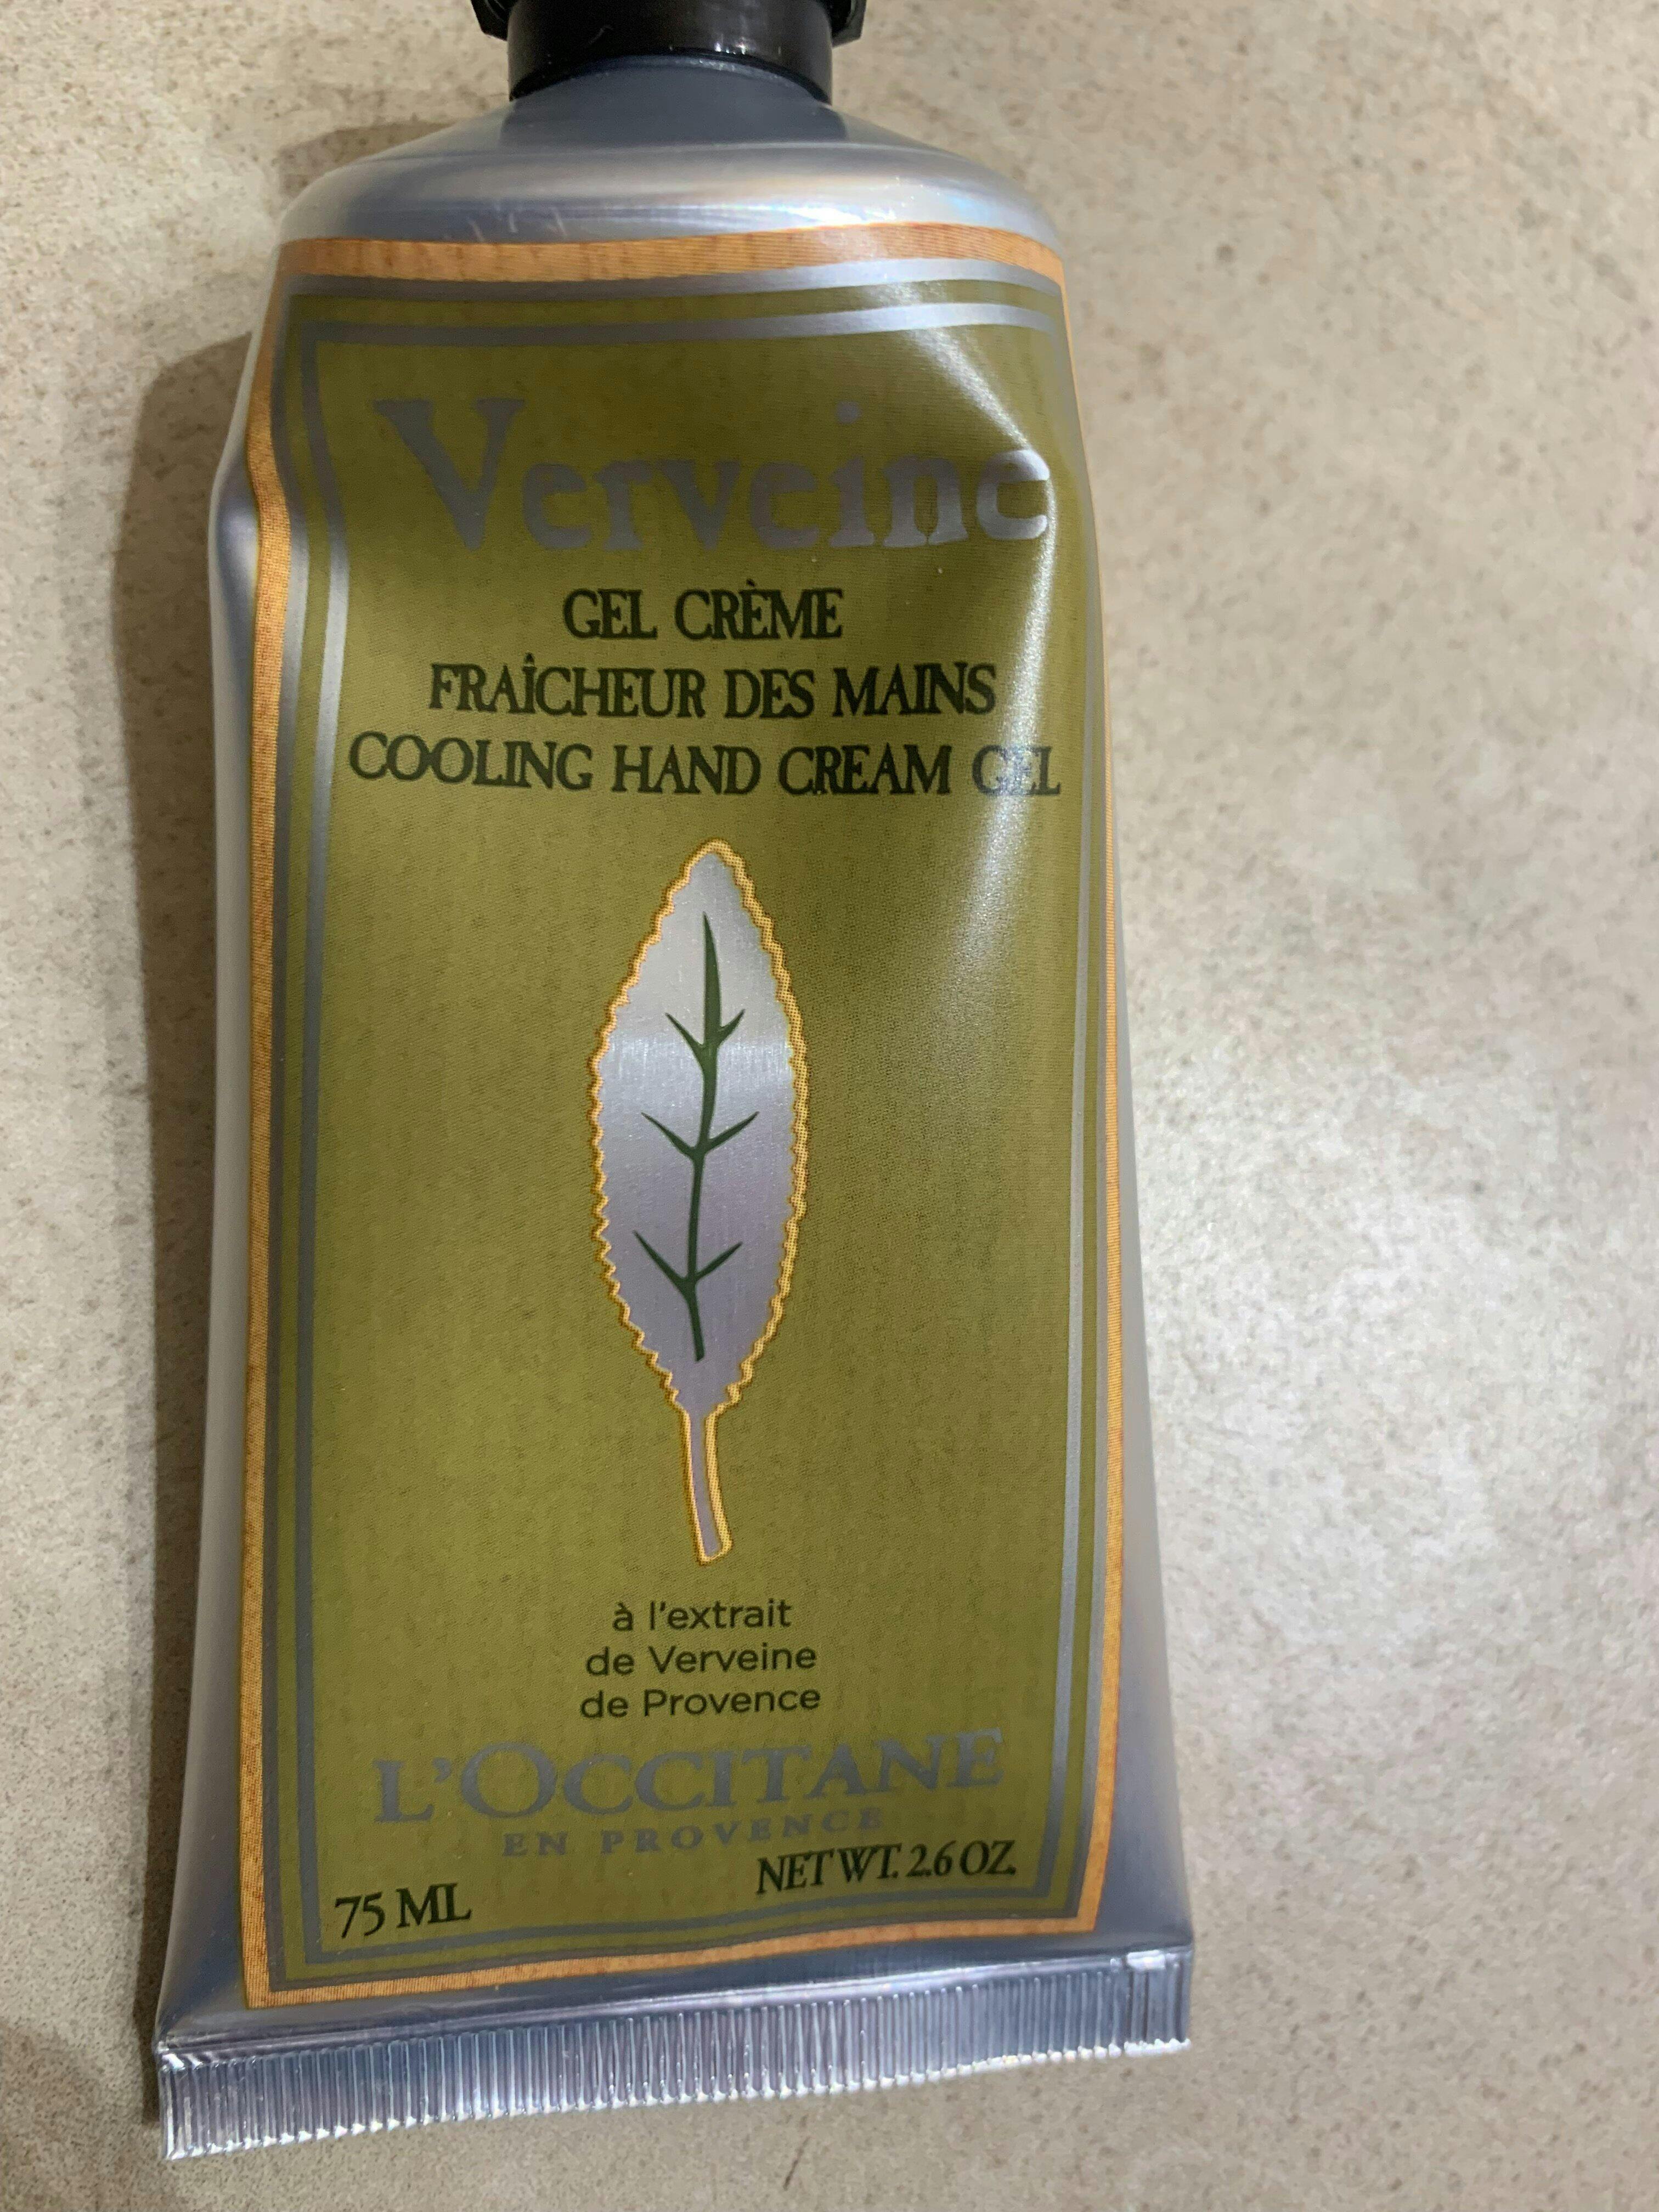 Verveine
GEL CRÈME
FRAÎCHEUR DES MAINS
COOLING HAND CREAM GEL
à l'extrait
de Verveine
de Provence
L'OCCITANE
EN PROVENCE
75 ML NET WT. 2.6 OZ.